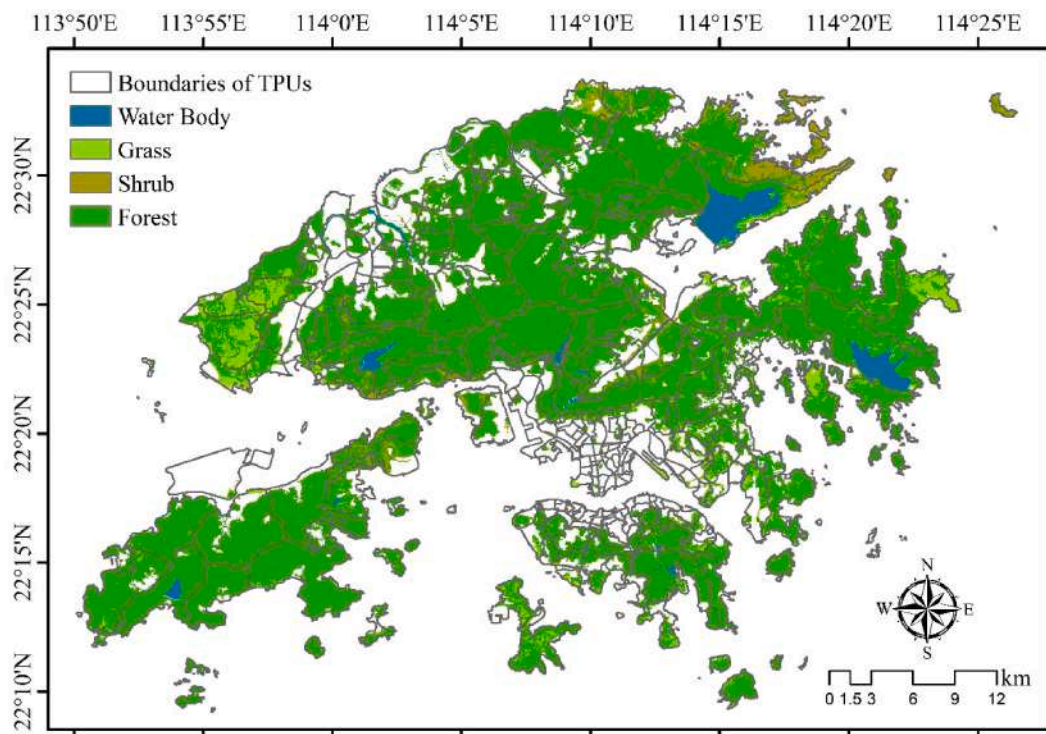 113°50'E 113°55'E 114°0'E 114°5'E 114°10'E 114°15'E 114°20'E 114°25'E
Boundaries of TPUs
Water Body
Grass
Shrub
Forest
22°30'N
22°25'N
22°20'N
22°15'N
22°10'N
N
W E
S
km
0 1.5 3 6 9 12